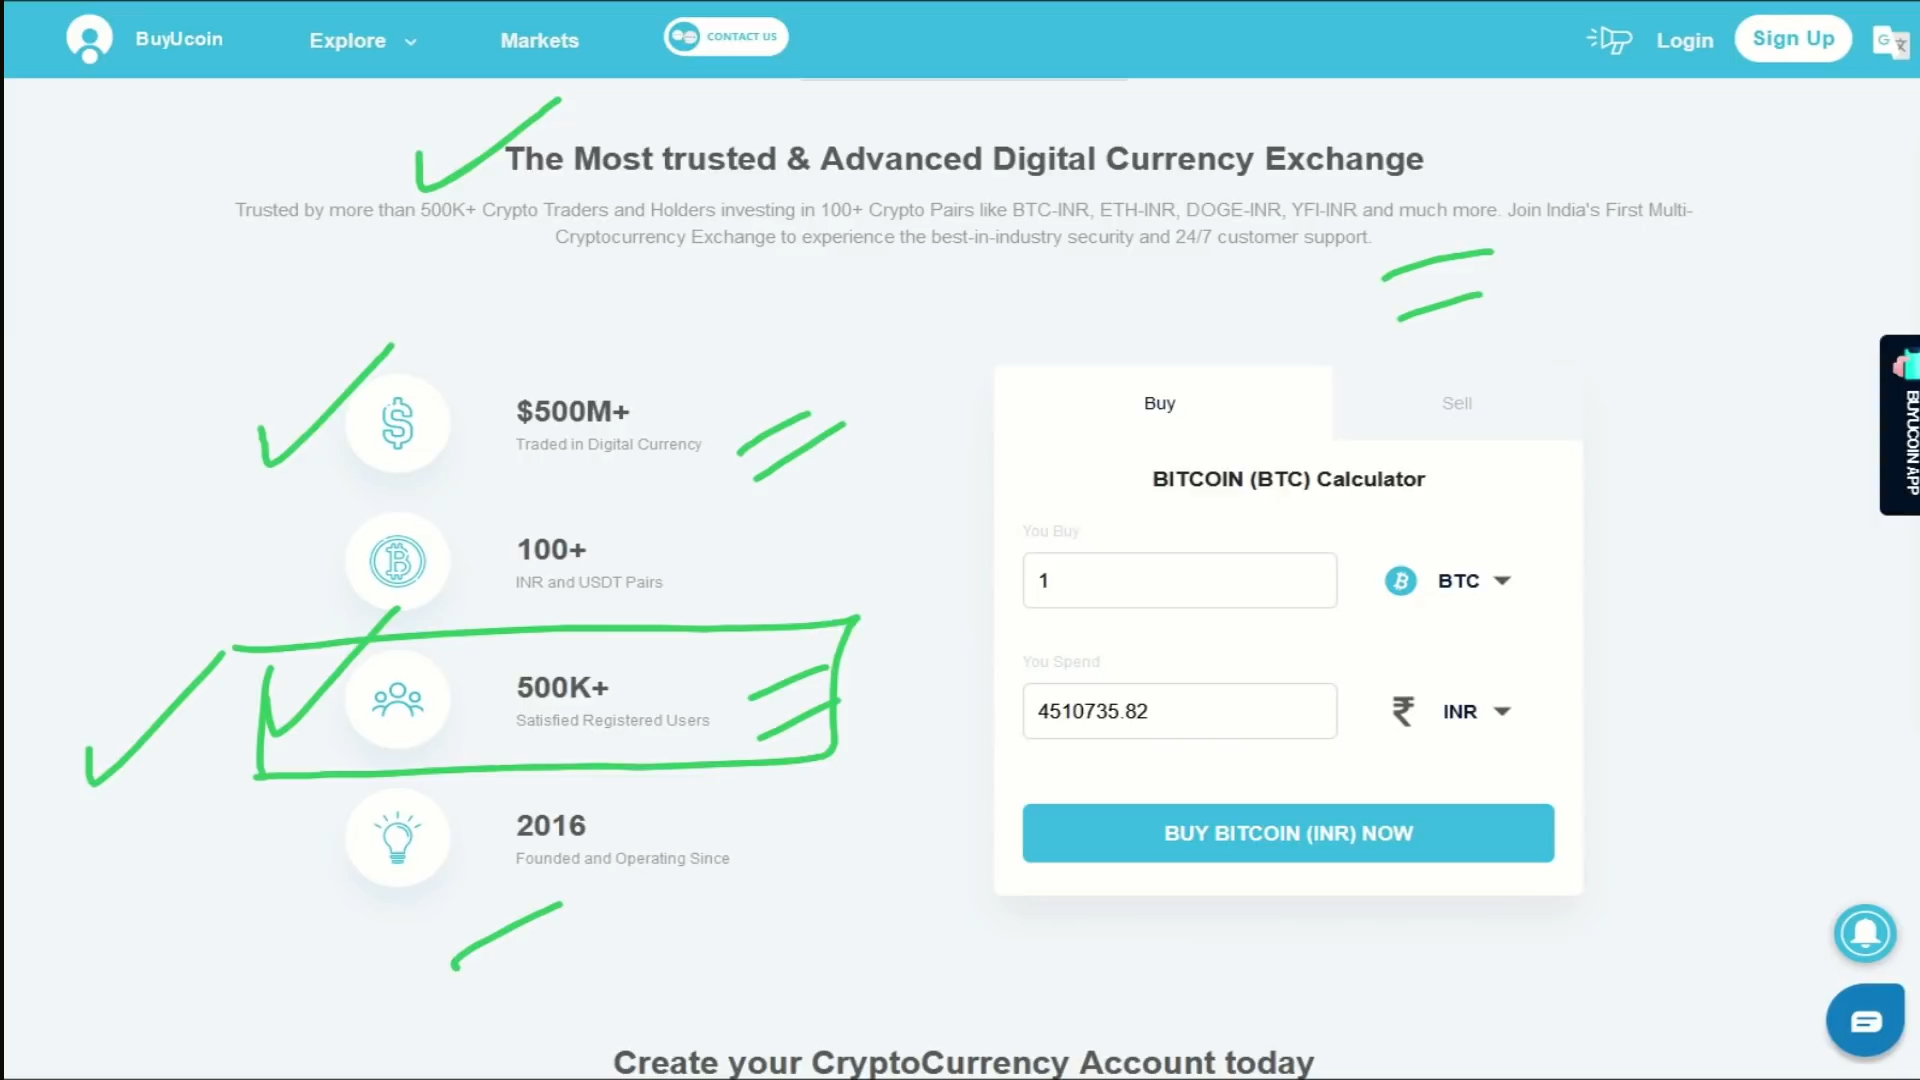 BuyUcoin
Explore
Markets
CONTACT US
Login
Sign Up
G
The Most trusted & Advanced Digital Currency Exchange
Trusted by more than 500K+ Crypto Traders and Holders investing in 100+ Crypto Pairs like BTC-INR, ETH-INR, DOGE-INR, YFI-INR and much more. Join India's First Multi-
Cryptocurrency Exchange to experience the best-in-industry security and 24/7 customer support.
$500M+
Traded in Digital Currency
100+
INR and USDT Pairs
500K+
Satisfied Registered Users
2016
Founded and Operating Since
Buy
Sell
BITCOIN (BTC) Calculator
You Buy
1
BTC
You Spend
4510735.82
₹
INR
BUY BITCOIN (INR) NOW
BUYUCOIN APP
Create your CryptoCurrency Account today